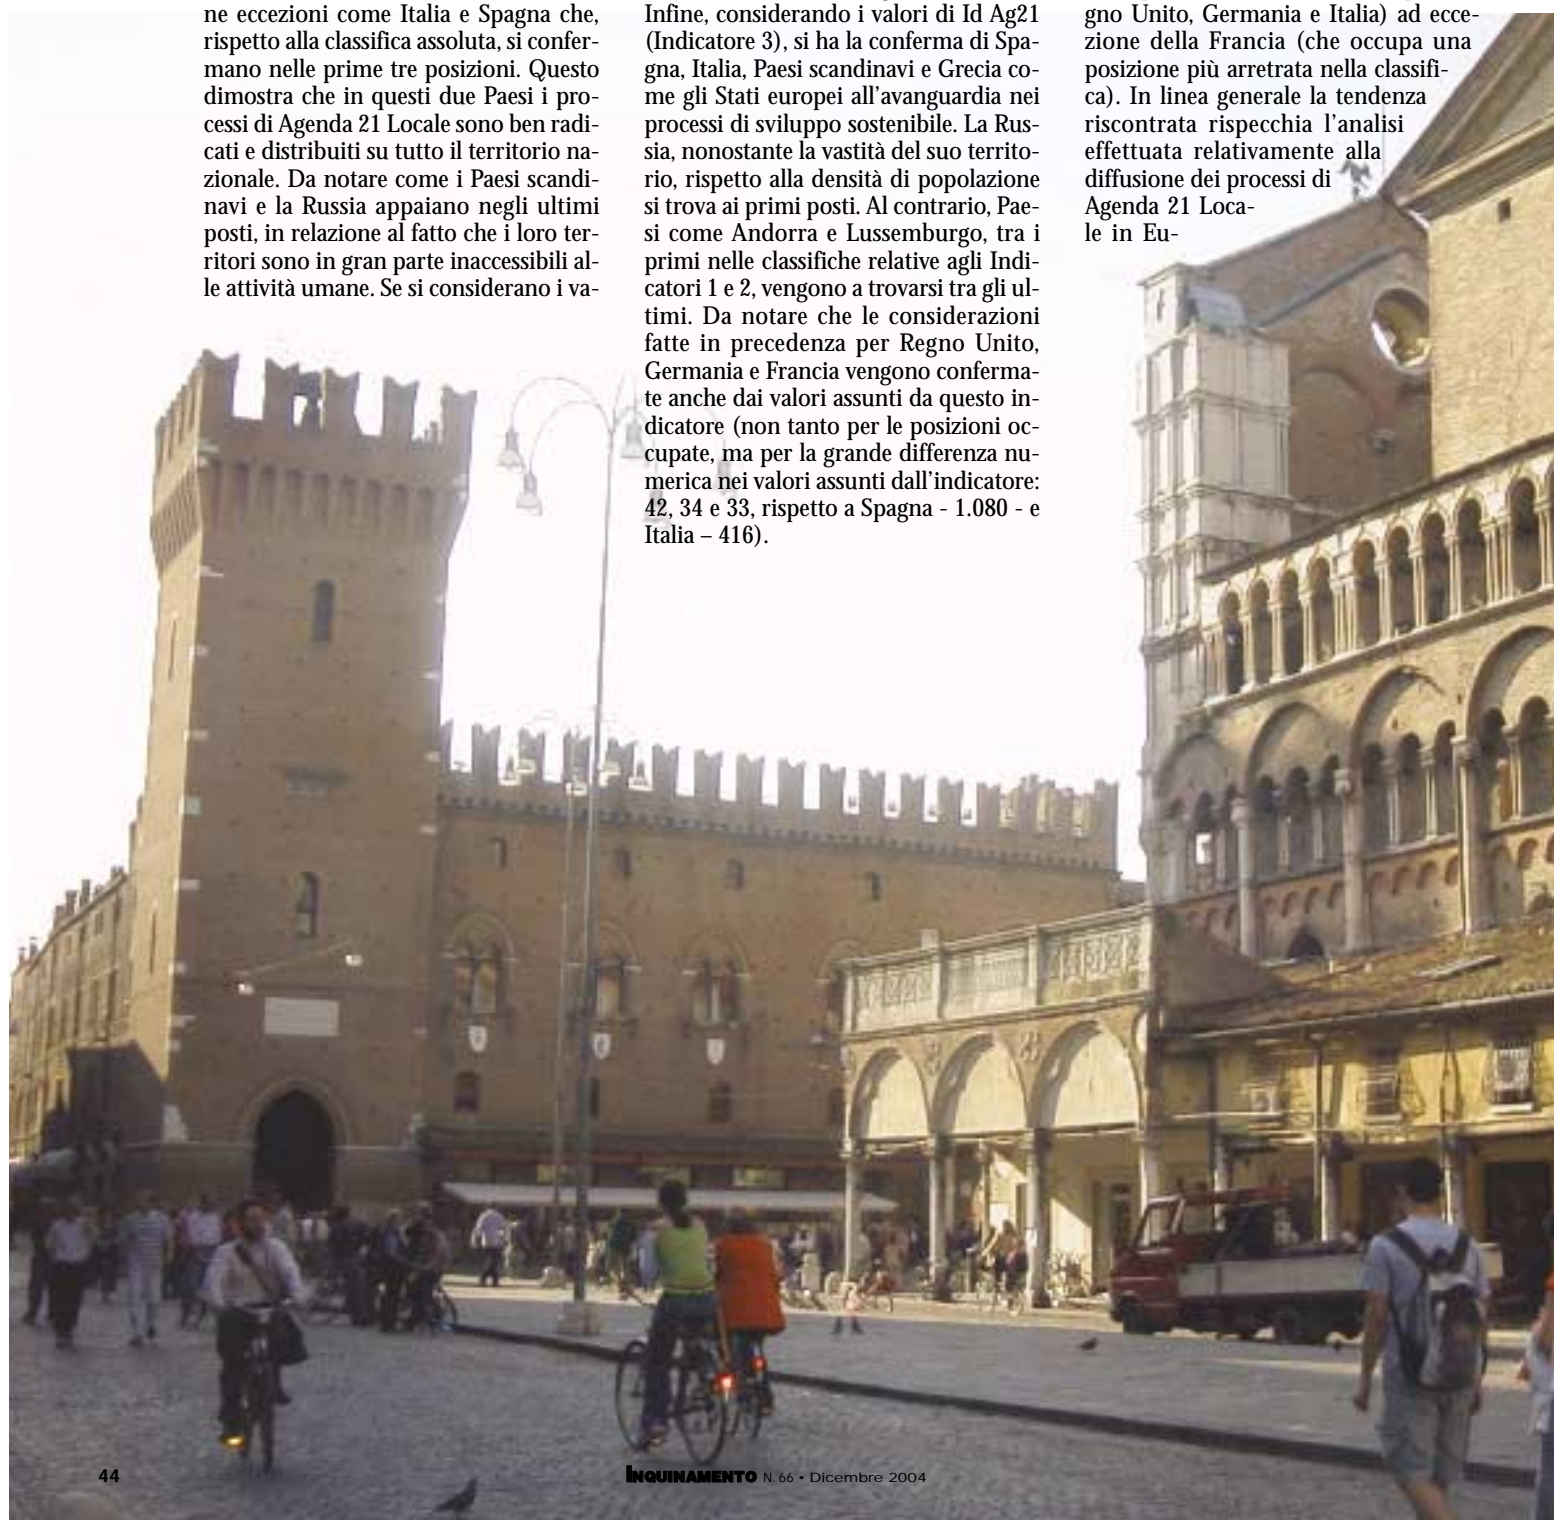 ne eccezioni come Italia e Spagna che,
rispetto alla classifica assoluta, si confer-
mano nelle prime tre posizioni. Questo
dimostra che in questi due Paesi i pro-
cessi di Agenda 21 Locale sono ben radi-
cati e distribuiti su tutto il territorio na-
zionale. Da notare come i Paesi scandi-
navi e la Russia appaiano negli ultimi
posti, in relazione al fatto che i loro ter-
ritori sono in gran parte inaccessibili al-
le attività umane. Se si considerano i va-
Infine, considerando i valori di Id Ag21
(Indicatore 3), si ha la conferma di Spa-
gna, Italia, Paesi scandinavi e Grecia co-
me gli Stati europei all'avanguardia nei
processi di sviluppo sostenibile. La Rus-
sia, nonostante la vastità del suo territo-
rio, rispetto alla densità di popolazione
si trova ai primi posti. Al contrario, Pae-
si come Andorra e Lussemburgo, tra i
primi nelle classifiche relative agli Indi-
catori 1 e 2, vengono a trovarsi tra gli ul-
timi. Da notare che le considerazioni
fatte in precedenza per Regno Unito,
Germania e Francia vengono conferma-
te anche dai valori assunti da questo in-
dicatore (non tanto per le posizioni oc-
cupate, ma per la grande differenza nu-
merica nei valori assunti dall'indicatore:
42, 34 e 33, rispetto a Spagna - 1.080 - e
Italia – 416).
gno Unito, Germania e Italia) ad ecce-
zione della Francia (che occupa una
posizione più arretrata nella classifi-
ca). In linea generale la tendenza
riscontrata rispecchia l'analisi
effettuata relativamente alla
diffusione dei processi di
Agenda 21 Loca-
le in Eu-
44
INQUINAMENTO N. 66 • Dicembre 2004